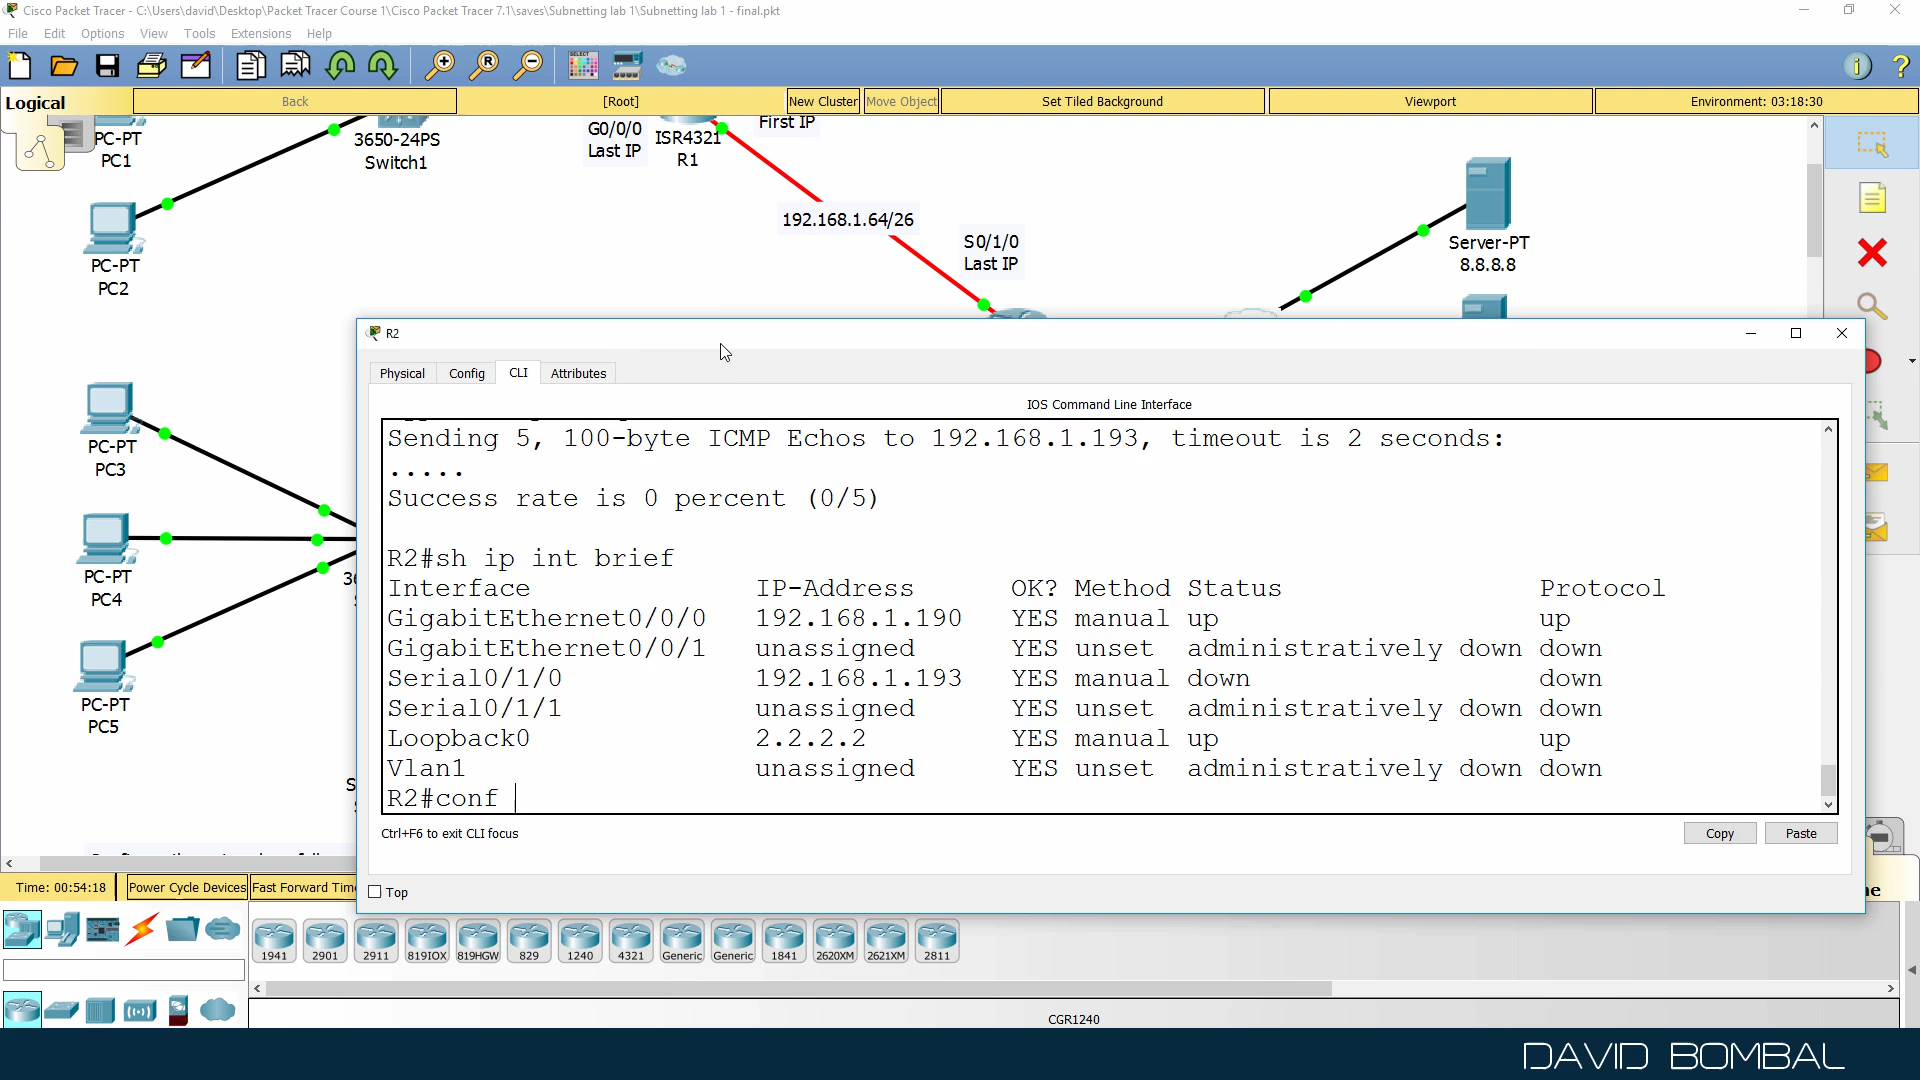 Cisco Packet Tracer - C:\Users\david\Desktop\Packet Tracer Course 1\Cisco Packet Tracer 7.1\saves\Subnetting lab 1\Subnetting lab 1 - final.pkt
File Edit Options View Tools Extensions Help
Logical Back [Root] New Cluster Move Object Set Tiled Background Viewport Environment: 03:18:30
PC-PT
PC1
3650-24PS
Switch1
G0/0/0
Last IP
ISR4321
R1
First IP
192.168.1.64/26
S0/1/0
Last IP
Server-PT
8.8.8.8
PC-PT
PC2
PC-PT
PC3
PC-PT
PC4
PC-PT
PC5
R2
Physical Config CLI Attributes
IOS Command Line Interface
Sending 5, 100-byte ICMP Echos to 192.168.1.193, timeout is 2 seconds:
.....
Success rate is 0 percent (0/5)
R2#sh ip int brief
Interface IP-Address OK? Method Status Protocol
GigabitEthernet0/0/0 192.168.1.190 YES manual up up
GigabitEthernet0/0/1 unassigned YES unset administratively down down
Serial0/1/0 192.168.1.193 YES manual down down
Serial0/1/1 unassigned YES unset administratively down down
Loopback0 2.2.2.2 YES manual up up
Vlan1 unassigned YES unset administratively down down
R2#conf
Ctrl+F6 to exit CLI focus
Copy Paste
Top
Time: 00:54:18 Power Cycle Devices Fast Forward Time
1941 2901 2911 819IOX 819HGW 829 1240 4321 Generic Generic 1841 2620XM 2621XM 2811
CGR1240
DAVID BOMBAL